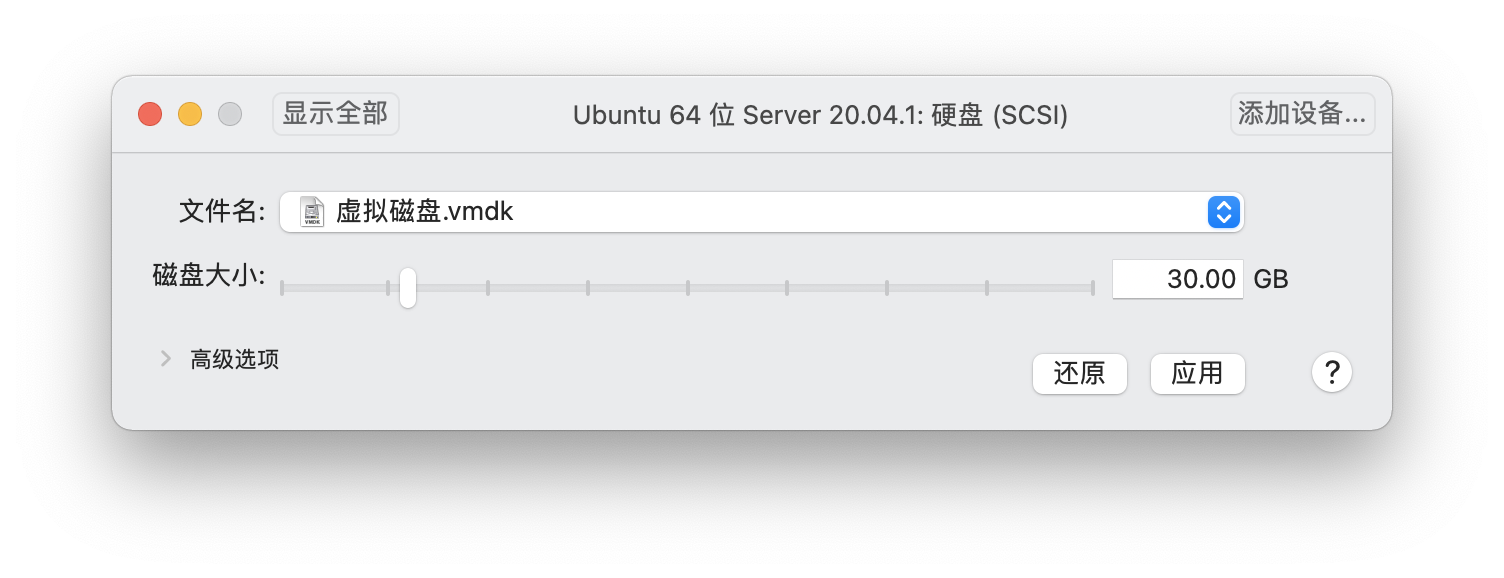 显示全部 Ubuntu 64 位 Server 20.04.1: 硬盘 (SCSI) 添加设备...
文件名: VMDK 虚拟磁盘.vmdk
磁盘大小: 30.00 GB
高级选项 还原 应用 ?